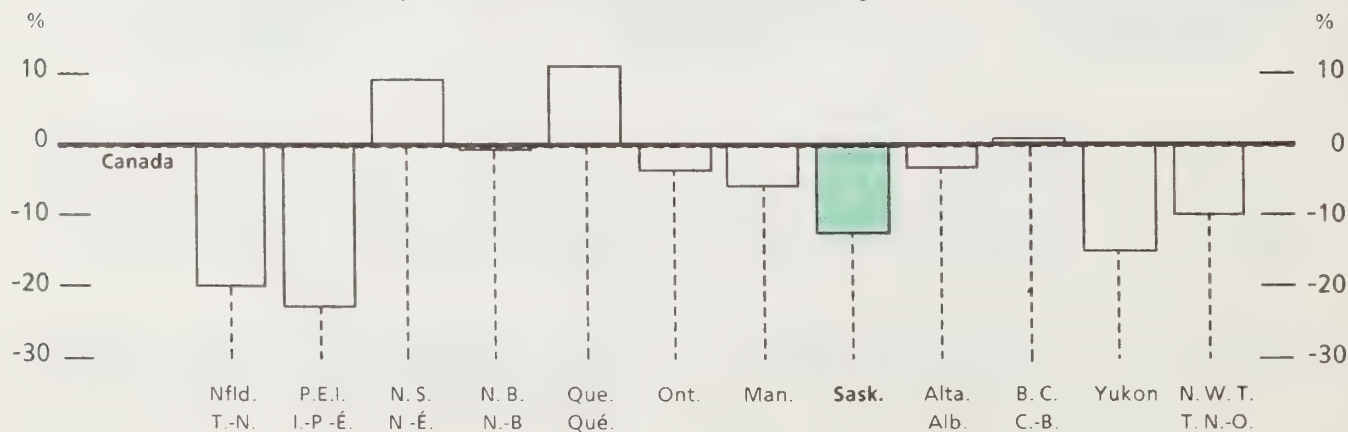 % %
10 10
0 0
Canada
-10 -10
-20 -20
-30 -30
Nfld. P.E.I. N. S. N. B. Que. Ont. Man. Sask. Alta. B. C. Yukon N. W. T.
T.-N. I.-P -É. N -É. N.-B Qué. Alb. C.-B. T. N.-O.